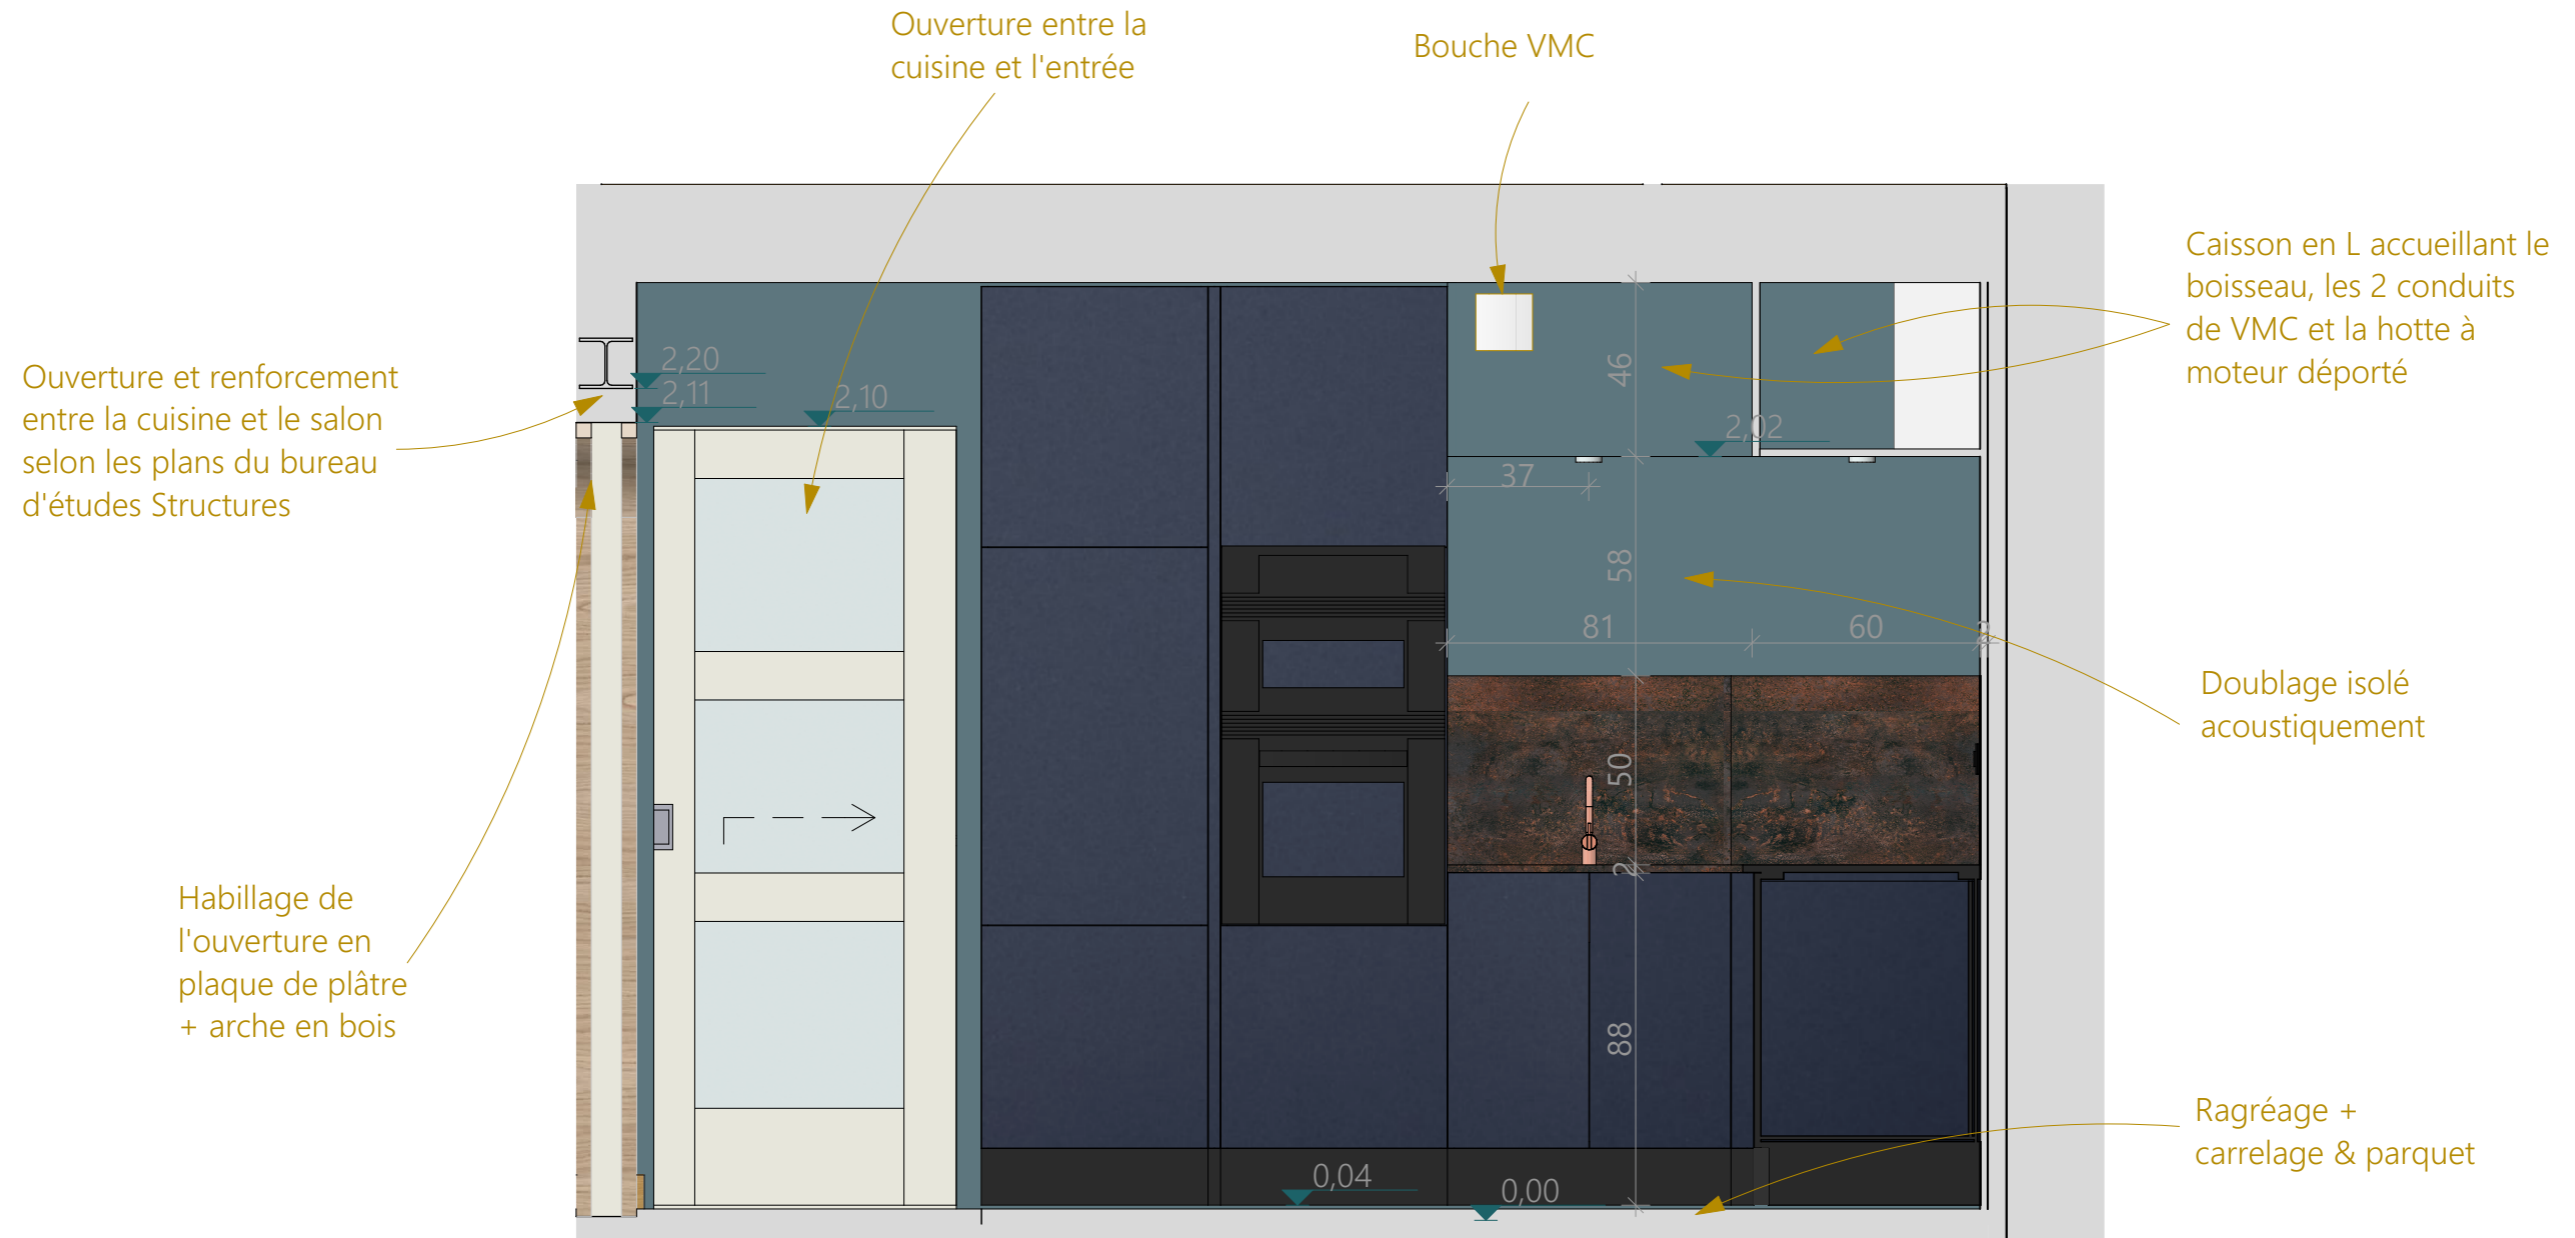 Ouverture entre la
cuisine et l'entrée
Bouche VMC
Caisson en L accueillant le
boisseau, les 2 conduits
de VMC et la hotte à
moteur déporté
Ouverture et renforcement
entre la cuisine et le salon
selon les plans du bureau
d'études Structures
2,20
2,11
2,10
46
2,02
37
58
81
60
Doublage isolé
acoustiquement
50
2
Habillage de
l'ouverture en
plaque de plâtre
+ arche en bois
88
Ragréage +
carrelage & parquet
0,04
0,00